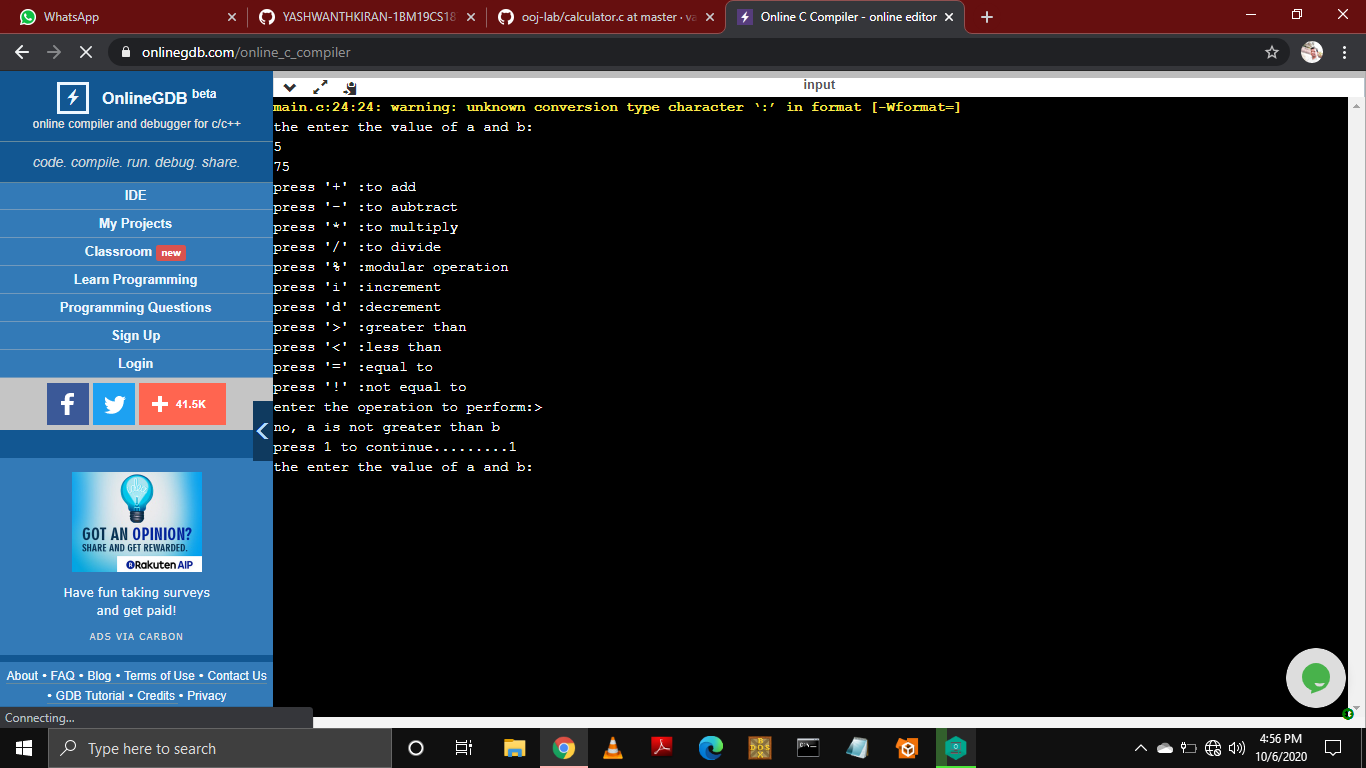 WhatsApp
YASHWANTHKIRAN-1BM19CS18
ooj-lab/calculator.c at master · va
Online C Compiler - online editor
onlinegdb.com/online_c_compiler
OnlineGDB beta
online compiler and debugger for c/c++
code. compile. run. debug. share.
IDE
My Projects
Classroom new
Learn Programming
Programming Questions
Sign Up
Login
41.5K
GOT AN OPINION?
SHARE AND GET REWARDED.
Rakuten AIP
Have fun taking surveys
and get paid!
ADS VIA CARBON
About • FAQ • Blog • Terms of Use • Contact Us
• GDB Tutorial • Credits • Privacy
Connecting...
input
main.c:24:24: warning: unknown conversion type character ‘:’ in format [-Wformat=]
the enter the value of a and b:
5
75
press '+' :to add
press '-' :to aubtract
press '*' :to multiply
press '/' :to divide
press '%' :modular operation
press 'i' :increment
press 'd' :decrement
press '>' :greater than
press '<' :less than
press '=' :equal to
press '!' :not equal to
enter the operation to perform:>
no, a is not greater than b
press 1 to continue.........1
the enter the value of a and b:
Type here to search
4:56 PM
10/6/2020